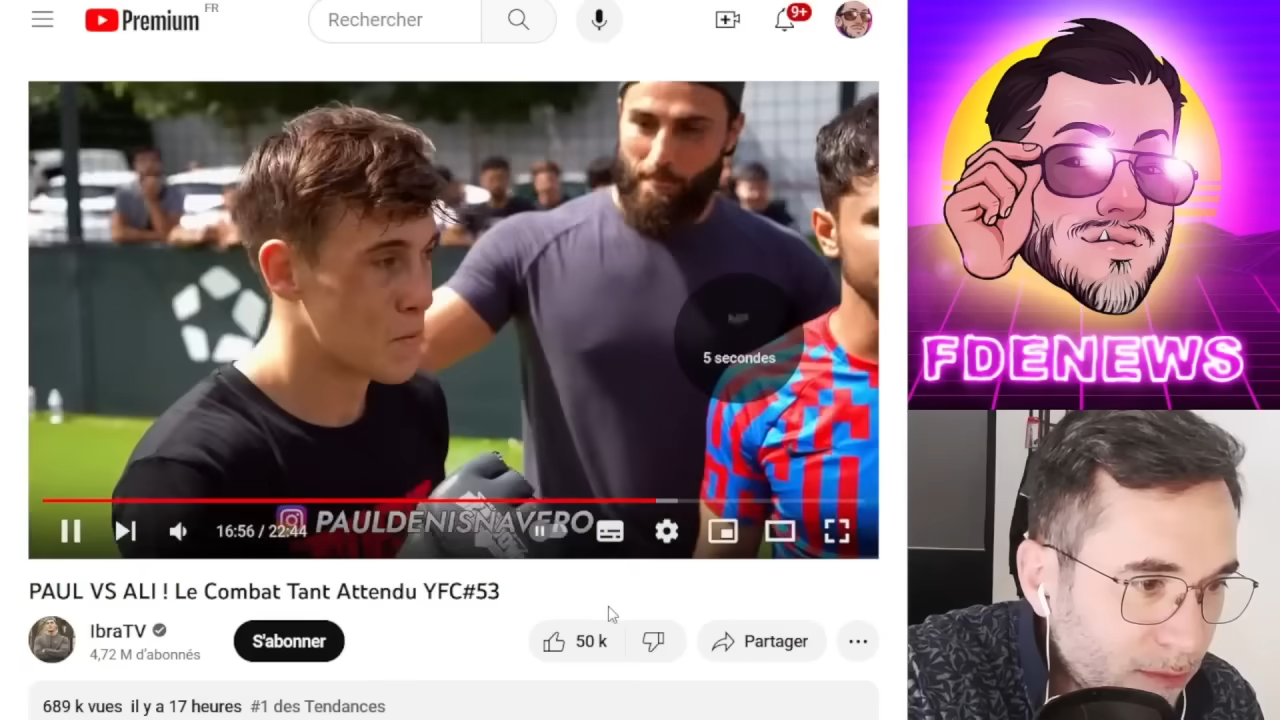 Premium FR
Rechercher
9+
5 secondes
PAULDENISNAVERO
16:56 / 22:44
PAUL VS ALI ! Le Combat Tant Attendu YFC#53
IbraTV
4,72 M d'abonnés
S'abonner
50 k
Partager
689 k vues il y a 17 heures #1 des Tendances
FDENEWS